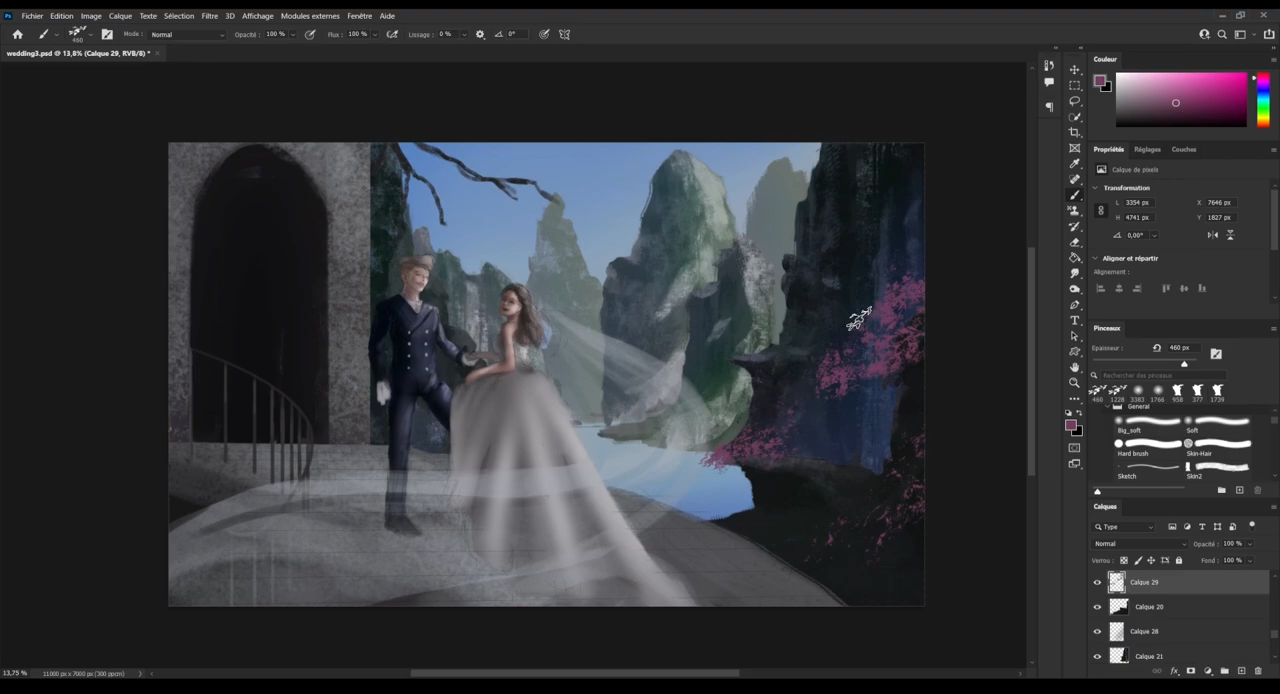 Ps Fichier Edition Image Calque Texte Sélection Filtre 3D Affichage Modules externes Fenêtre Aide
460 Mode : Normal Opacité : 100 % Flux : 100 % Lissage : 0 % 0°
wedding3.psd @ 13,8% (Calque 29, RVB/8) *
Couleur
Propriétés Réglages Couches
Calque de pixels
Transformation
L 3354 px X 7646 px
H 4741 px Y 1827 px
0,00°
Aligner et répartir
Alignement :
Pinceaux
Epaisseur : 460 px
Rechercher des pinceaux
460 1228 3383 1766 958 377 1739
General
Big_soft Soft
Hard brush Skin-Hair
Sketch Skin2
Calques
Type
Normal Opacité : 100 %
Verrou : Fond : 100 %
Calque 29
Calque 20
Calque 28
Calque 21
13,75 % 11000 px x 7000 px (300 ppcm)